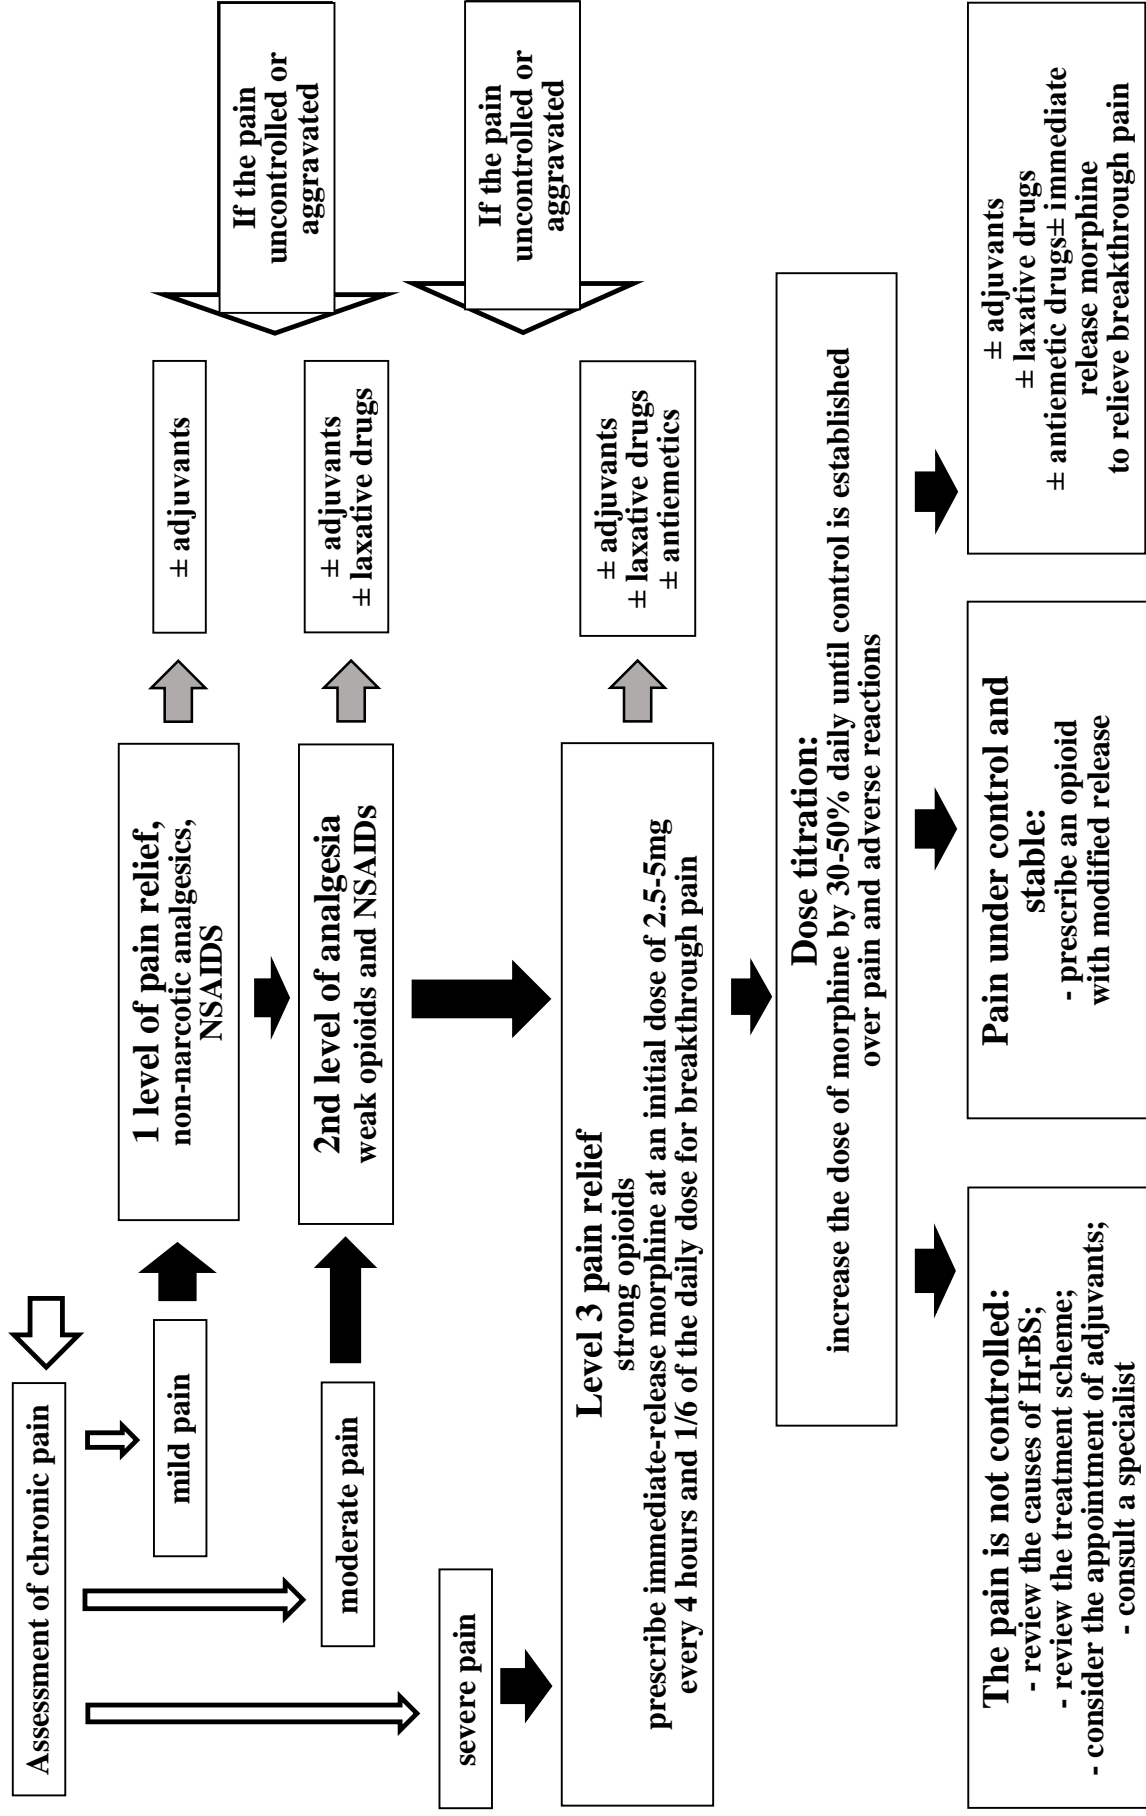 Assessment of chronic pain
mild pain
moderate pain
severe pain
1 level of pain relief,
non-narcotic analgesics,
NSAIDS
± adjuvants
If the pain
uncontrolled or
aggravated
2nd level of analgesia
weak opioids and NSAIDs
± adjuvants
± laxative drugs
If the pain
uncontrolled or
aggravated
Level 3 pain relief
strong opioids
prescribe immediate-release morphine at an initial dose of 2.5-5mg
every 4 hours and 1/6 of the daily dose for breakthrough pain
± adjuvants
± laxative drugs
± antiemetics
Dose titration:
increase the dose of morphine by 30-50% daily until control is established
over pain and adverse reactions
The pain is not controlled:
- review the causes of HrBS;
- review the treatment scheme;
- consider the appointment of adjuvants;
- consult a specialist
Pain under control and
stable:
- prescribe an opioid
with modified release
± adjuvants
± laxative drugs
± antiemetic drugs± immediate
release morphine
to relieve breakthrough pain